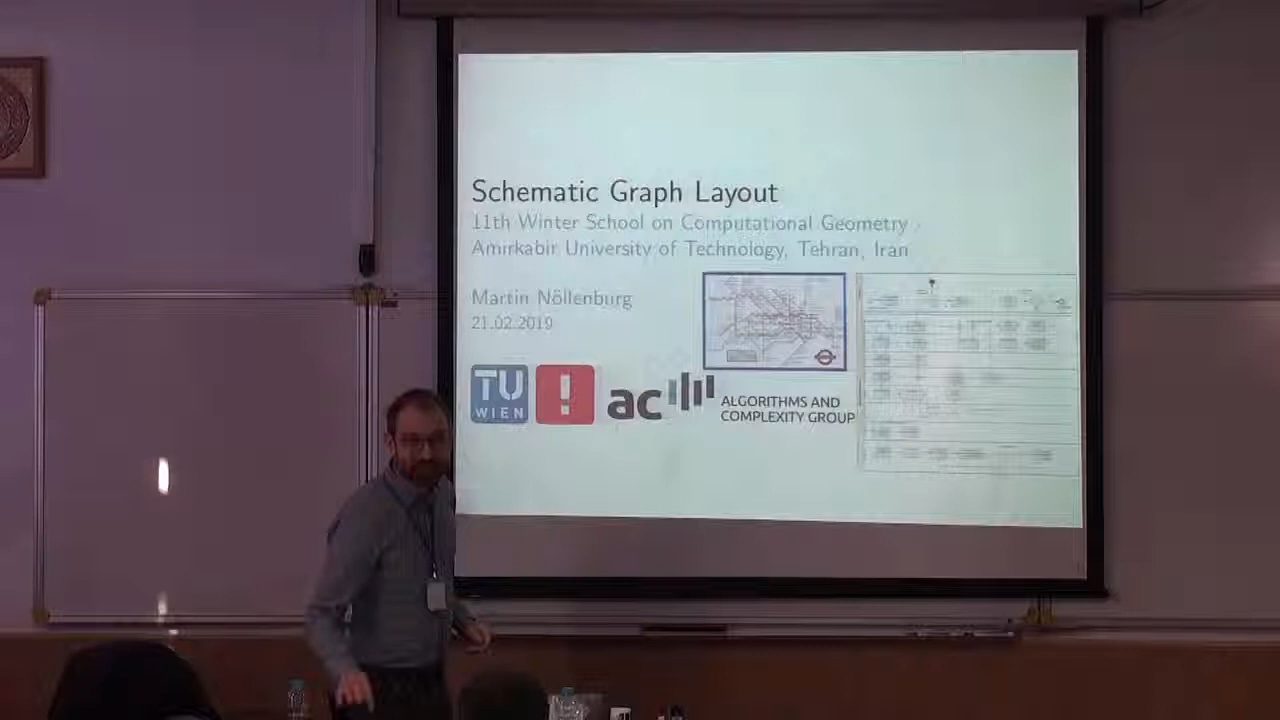 Schematic Graph Layout
11th Winter School on Computational Geometry
Amirkabir University of Technology, Tehran, Iran
Martin Nöllenburg
21.02.2019
TU
WIEN
!
ac
ALGORITHMS AND
COMPLEXITY GROUP